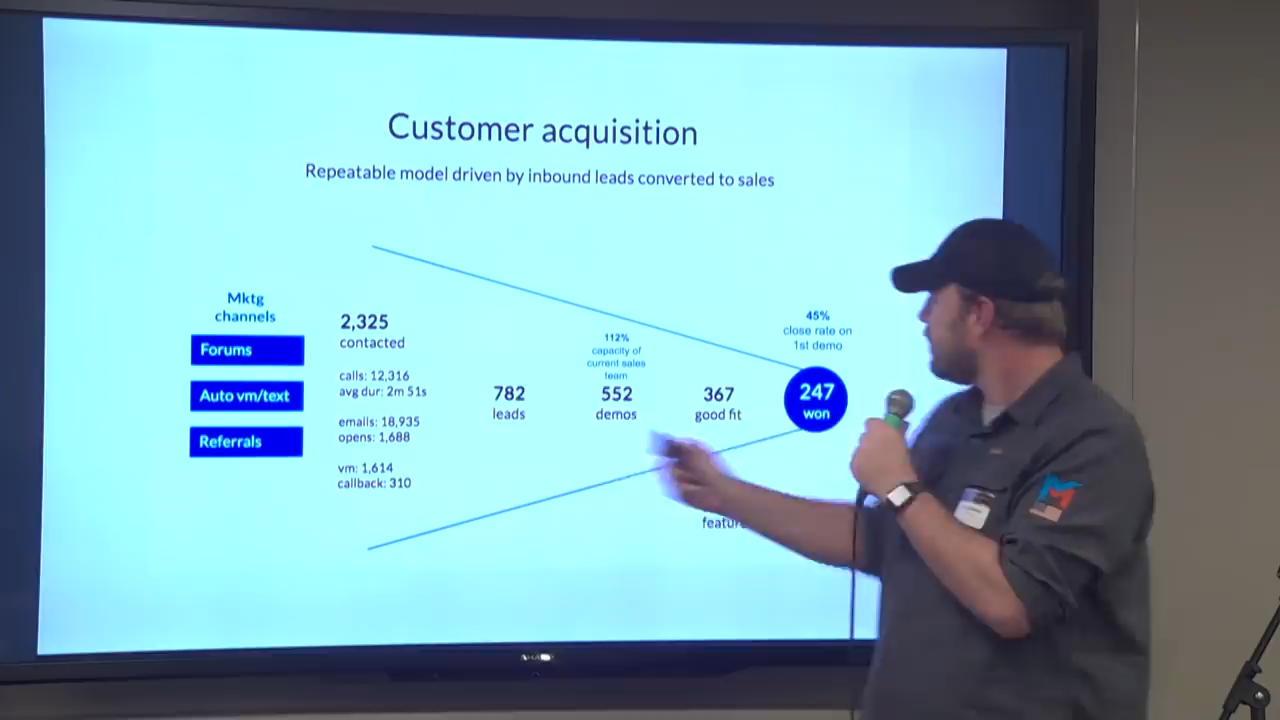 Customer acquisition
Repeatable model driven by inbound leads converted to sales
Mktg
channels
Forums
Auto vm/text
Referrals
2,325
contacted
calls: 12,316
avg dur: 2m 51s
emails: 18,935
opens: 1,688
vm: 1,614
callback: 310
782
leads
112%
capacity of
current sales
team
552
demos
367
good fit
45%
close rate on
1st demo
247
won
SHARP